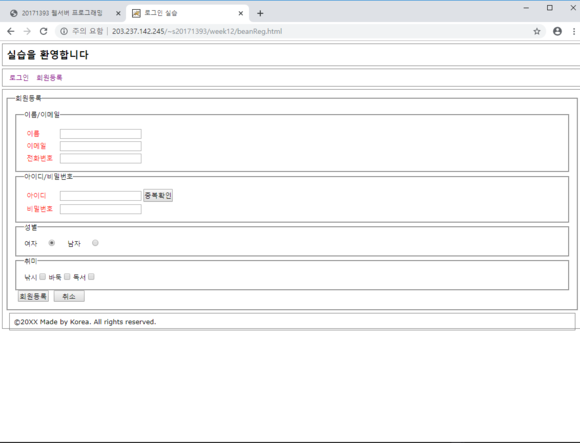 20171393 웹서버 프로그래밍
로그인 실습
주의 요함 | 203.237.142.245/~s20171393/week12/beanReg.html
실습을 환영합니다
로그인 회원등록
회원등록
이름/이메일
이름
이메일
전화번호
아이디/비밀번호
아이디 중복확인
비밀번호
성별
여자 남자
취미
낚시 바둑 독서
회원등록 취소
©20XX Made by Korea. All rights reserved.